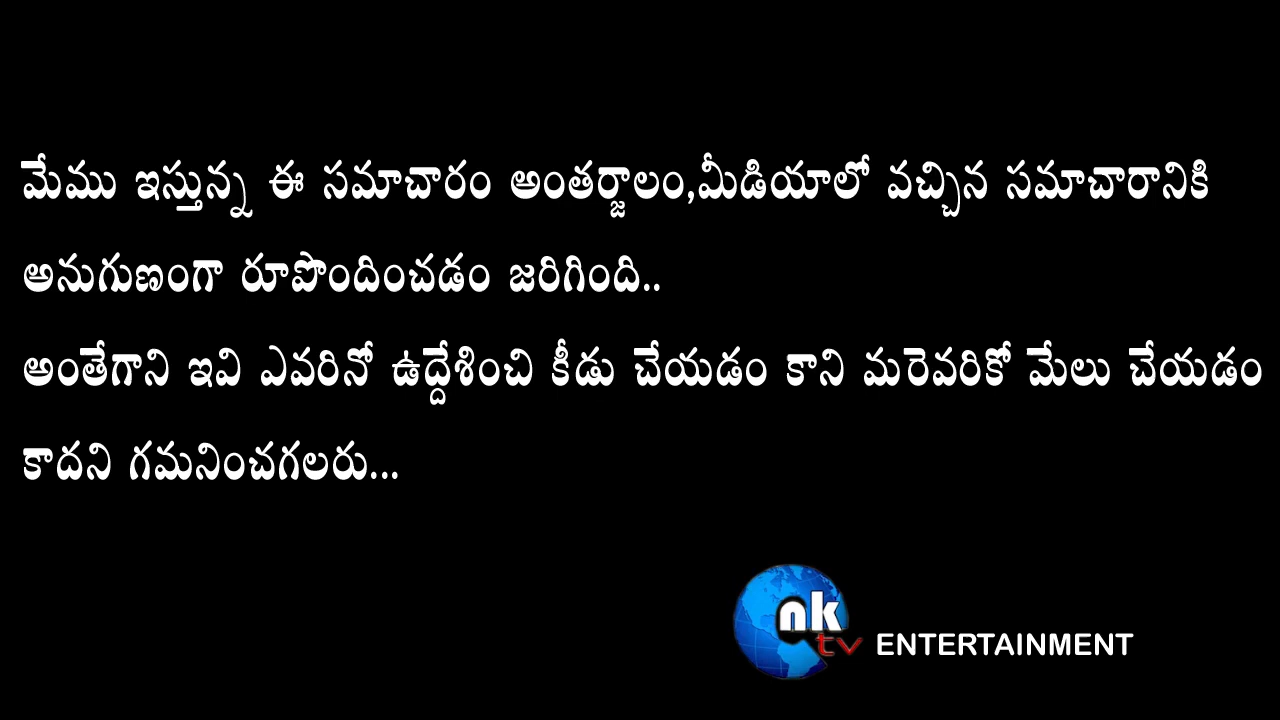 మేము ఇస్తున్న ఈ సమాచారం అంతర్జాలం,మీడియాలో వచ్చిన సమాచారానికి
అనుగుణంగా రూపొందించడం జరిగింది..
అంతేగాని ఇవి ఎవరినో ఉద్దేశించి కీడు చేయడం కాని మరెవరికో మేలు చేయడం
కాదని గమనించగలరు...
nk
tv ENTERTAINMENT